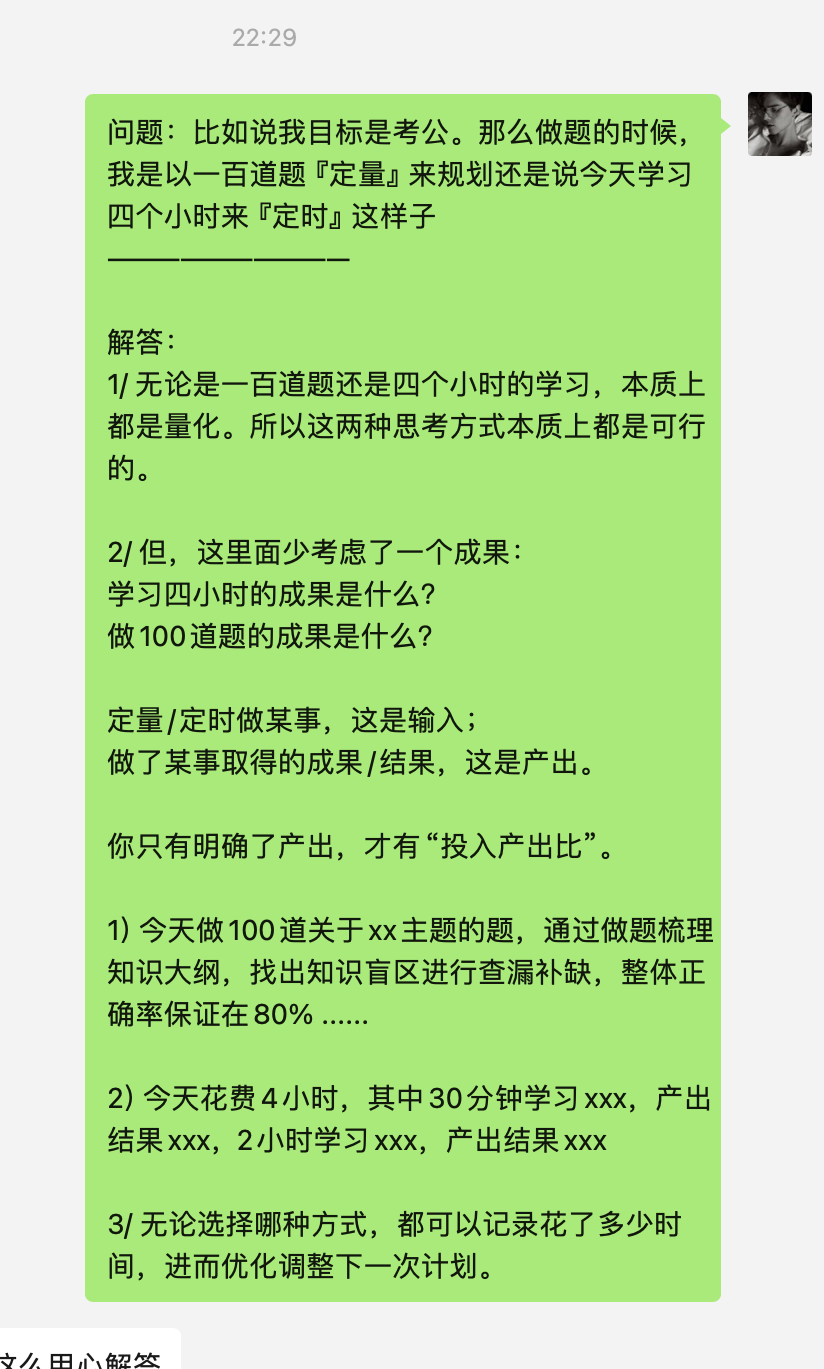 22:29
问题：比如说我目标是考公。那么做题的时候，
我是以一百道题『定量』来规划还是说今天学习
四个小时来『定时』这样子
——————————
解答：
1/ 无论是一百道题还是四个小时的学习，本质上
都是量化。所以这两种思考方式本质上都是可行
的。
2/ 但，这里面少考虑了一个成果：
学习四小时的成果是什么？
做100道题的成果是什么？
定量/定时做某事，这是输入；
做了某事取得的成果/结果，这是产出。
你只有明确了产出，才有“投入产出比”。
1）今天做100道关于xx主题的题，通过做题梳理
知识大纲，找出知识盲区进行查漏补缺，整体正
确率保证在80% ......
2）今天花费4小时，其中30分钟学习xxx，产出
结果xxx，2小时学习xxx，产出结果xxx
3/ 无论选择哪种方式，都可以记录花了多少时
间，进而优化调整下一次计划。
这么用心解答